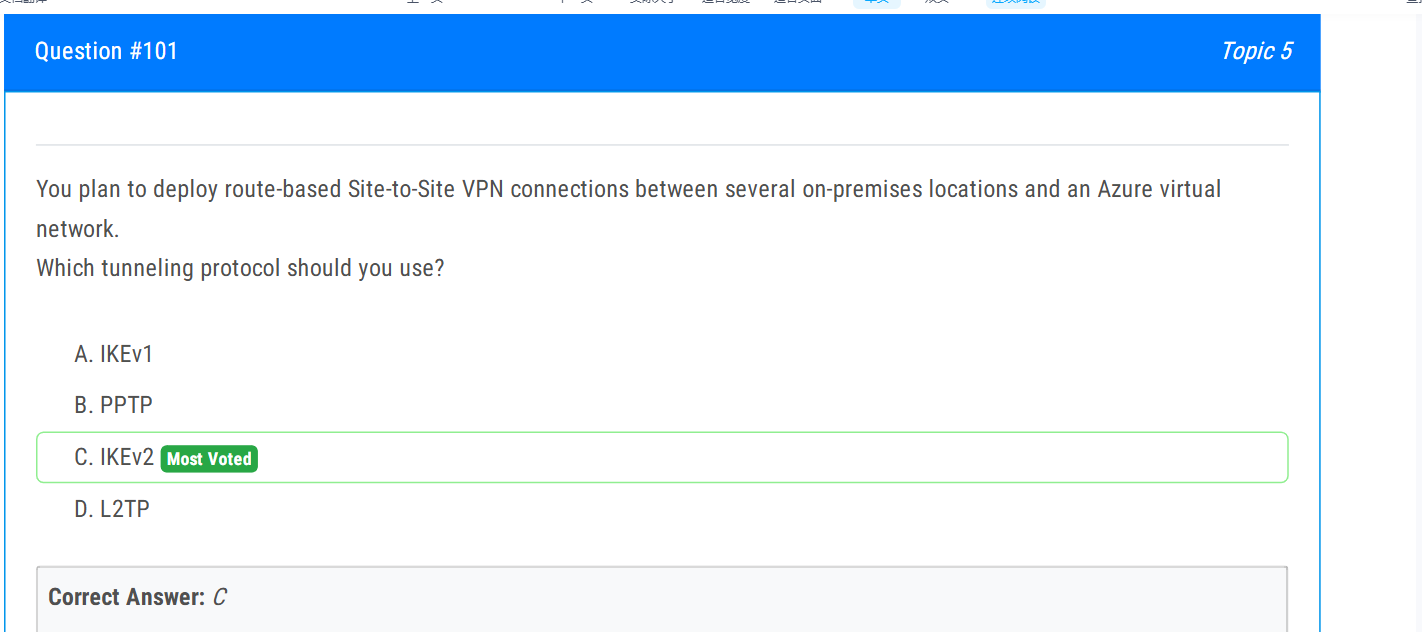 Question #101
Topic 5
You plan to deploy route-based Site-to-Site VPN connections between several on-premises locations and an Azure virtual
network.
Which tunneling protocol should you use?
A. IKEv1
B. PPTP
C. IKEv2 Most Voted
D. L2TP
Correct Answer: C